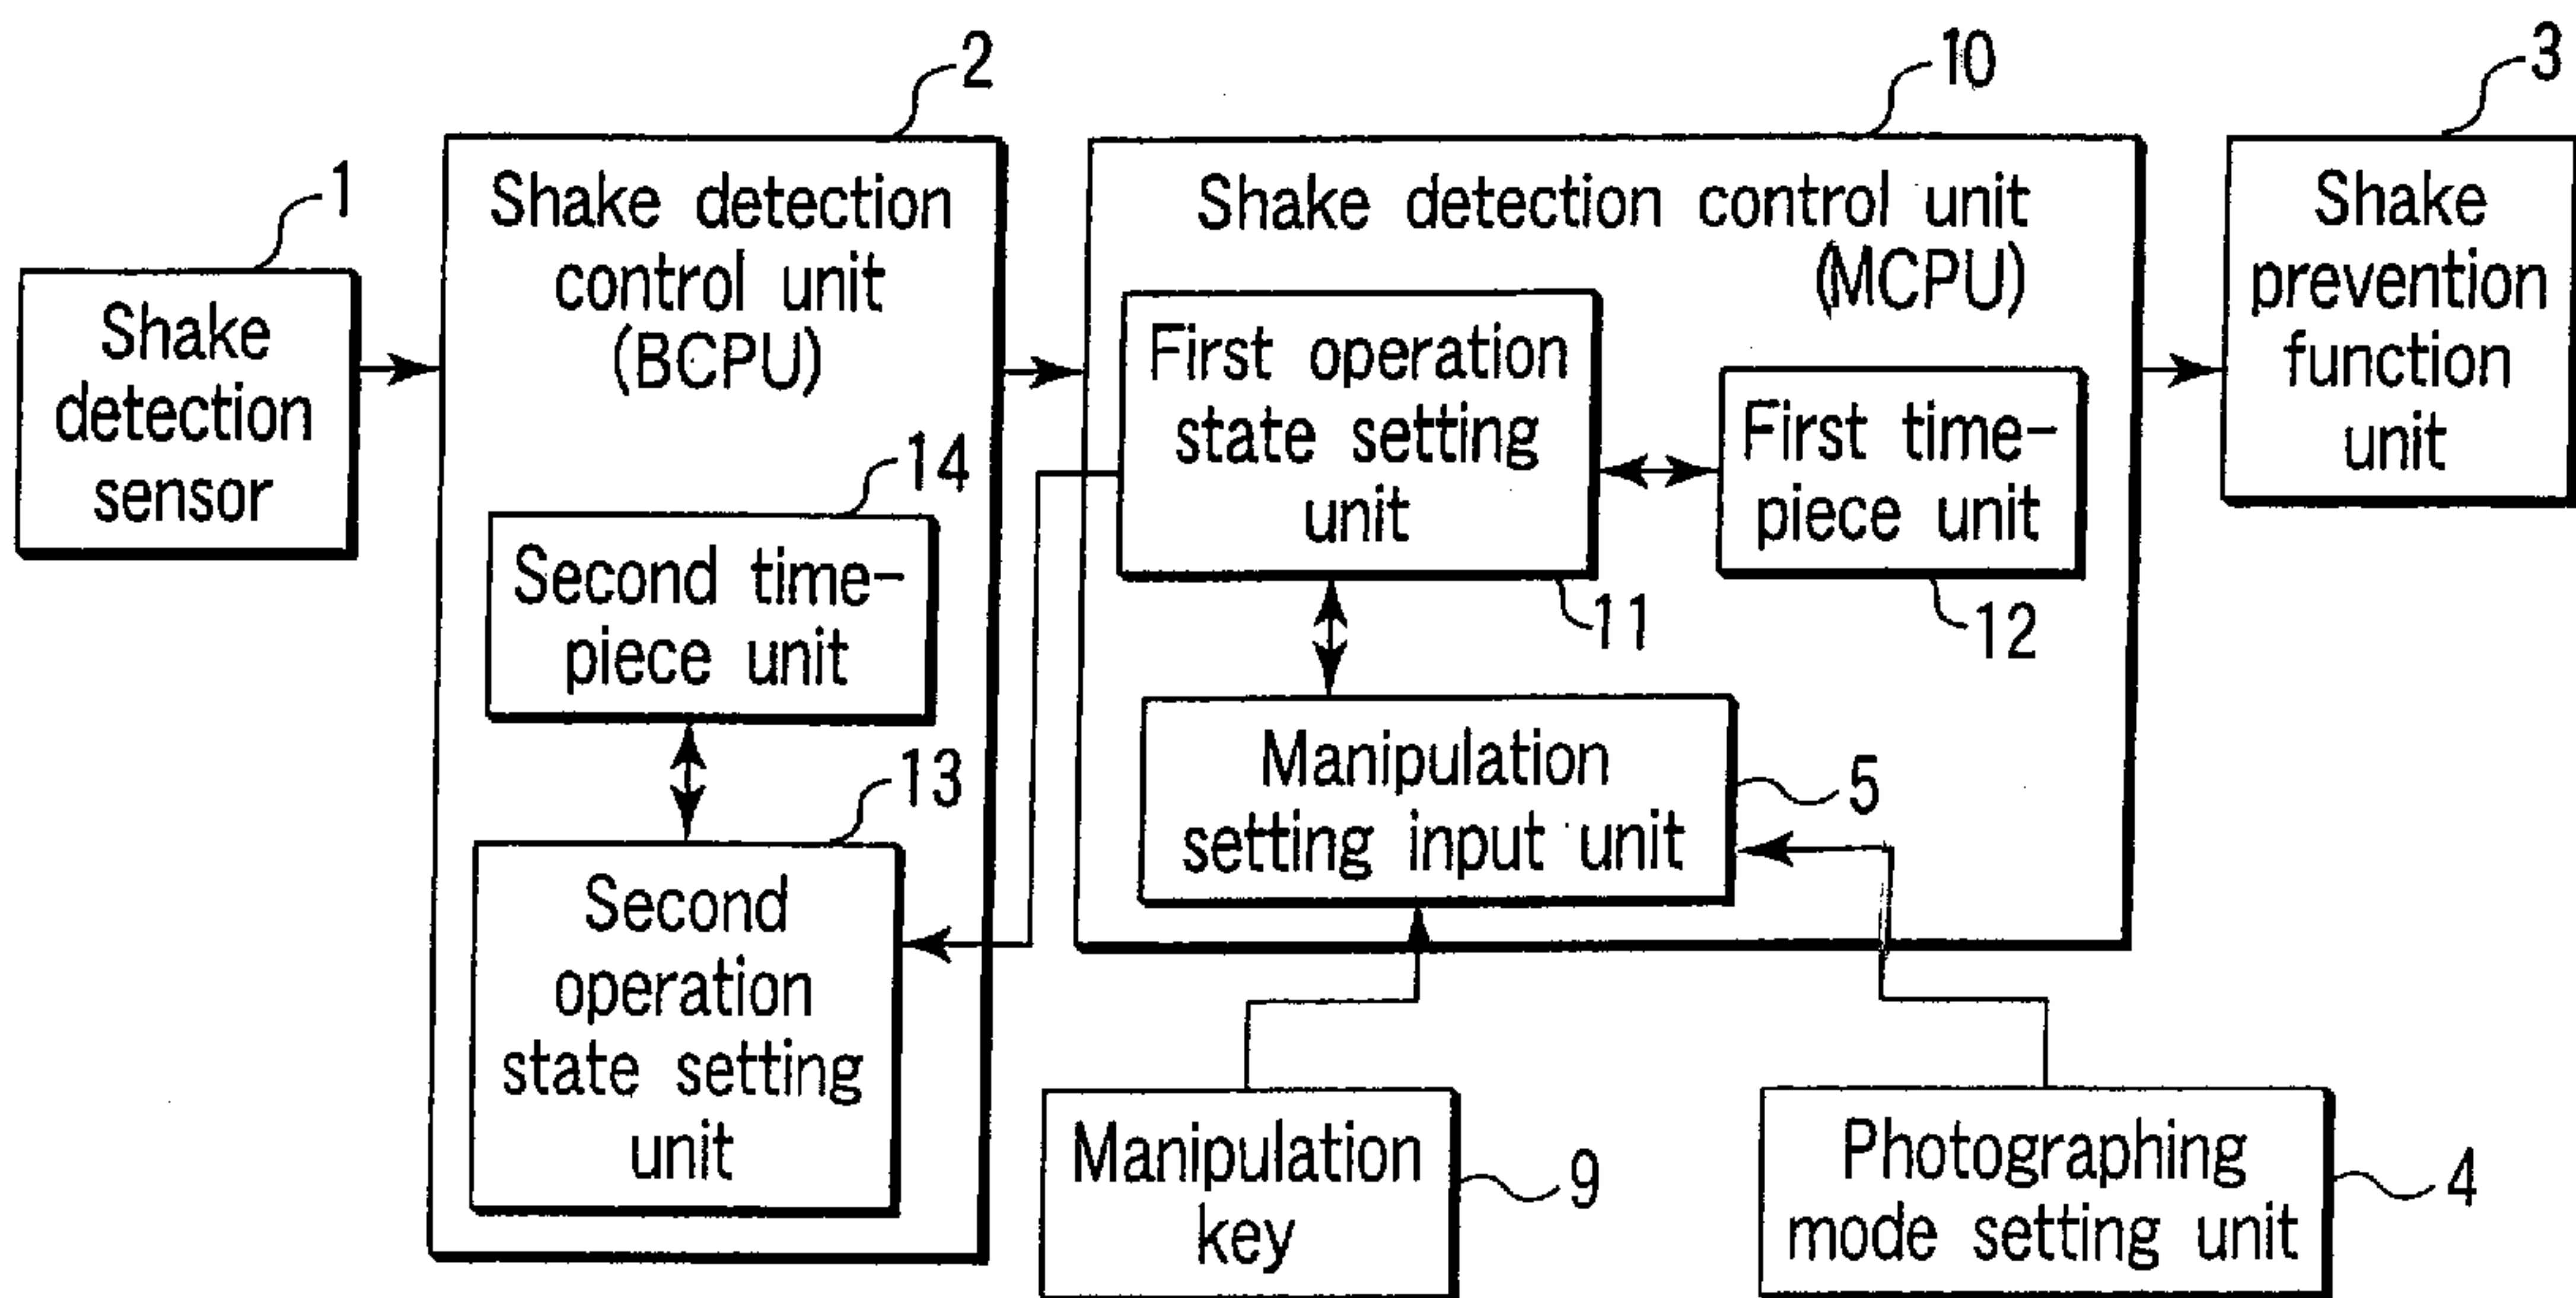 2
10
3
1
Shake
detection
sensor
Shake detection
control unit
(BCPU)
14
Second time-
piece unit
13
Second
operation
state setting
unit
Shake detection control unit
(MCPU)
First operation
state setting
unit
11
First time-
piece unit
12
Manipulation
setting input unit
5
Shake
prevention
function
unit
Manipulation
key
9
Photographing
mode setting unit
4